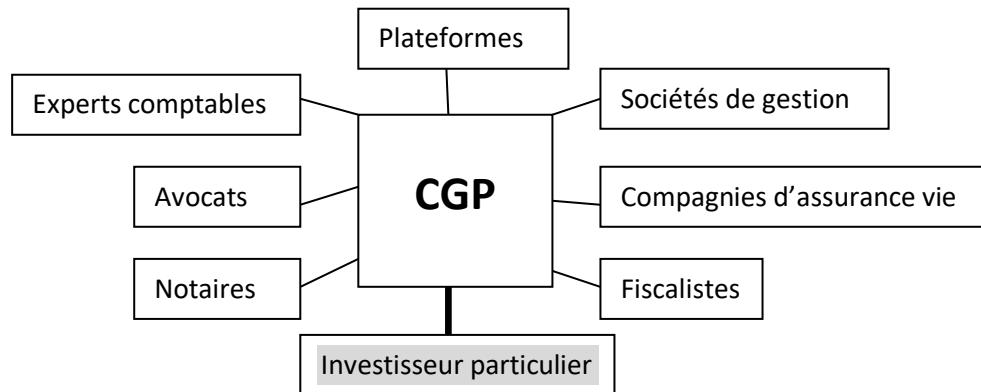 Plateformes
Experts comptables
Sociétés de gestion
CGP
Avocats
Compagnies d’assurance vie
Notaires
Fiscalistes
Investisseur particulier